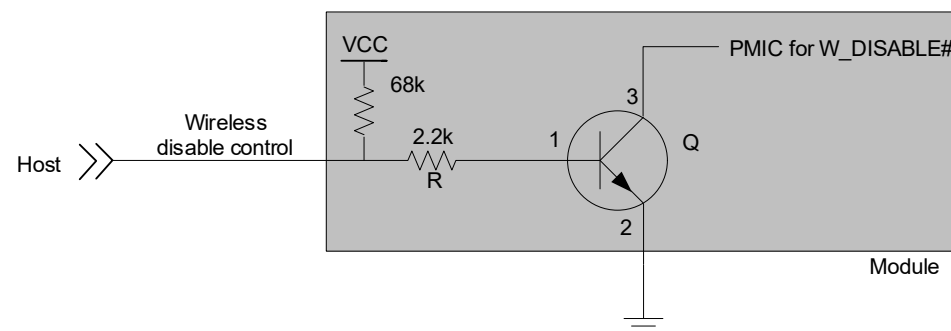 VCC
68k
PMIC for W_DISABLE#
3
Wireless
disable control
2.2k
1
Q
Host
R
2
Module